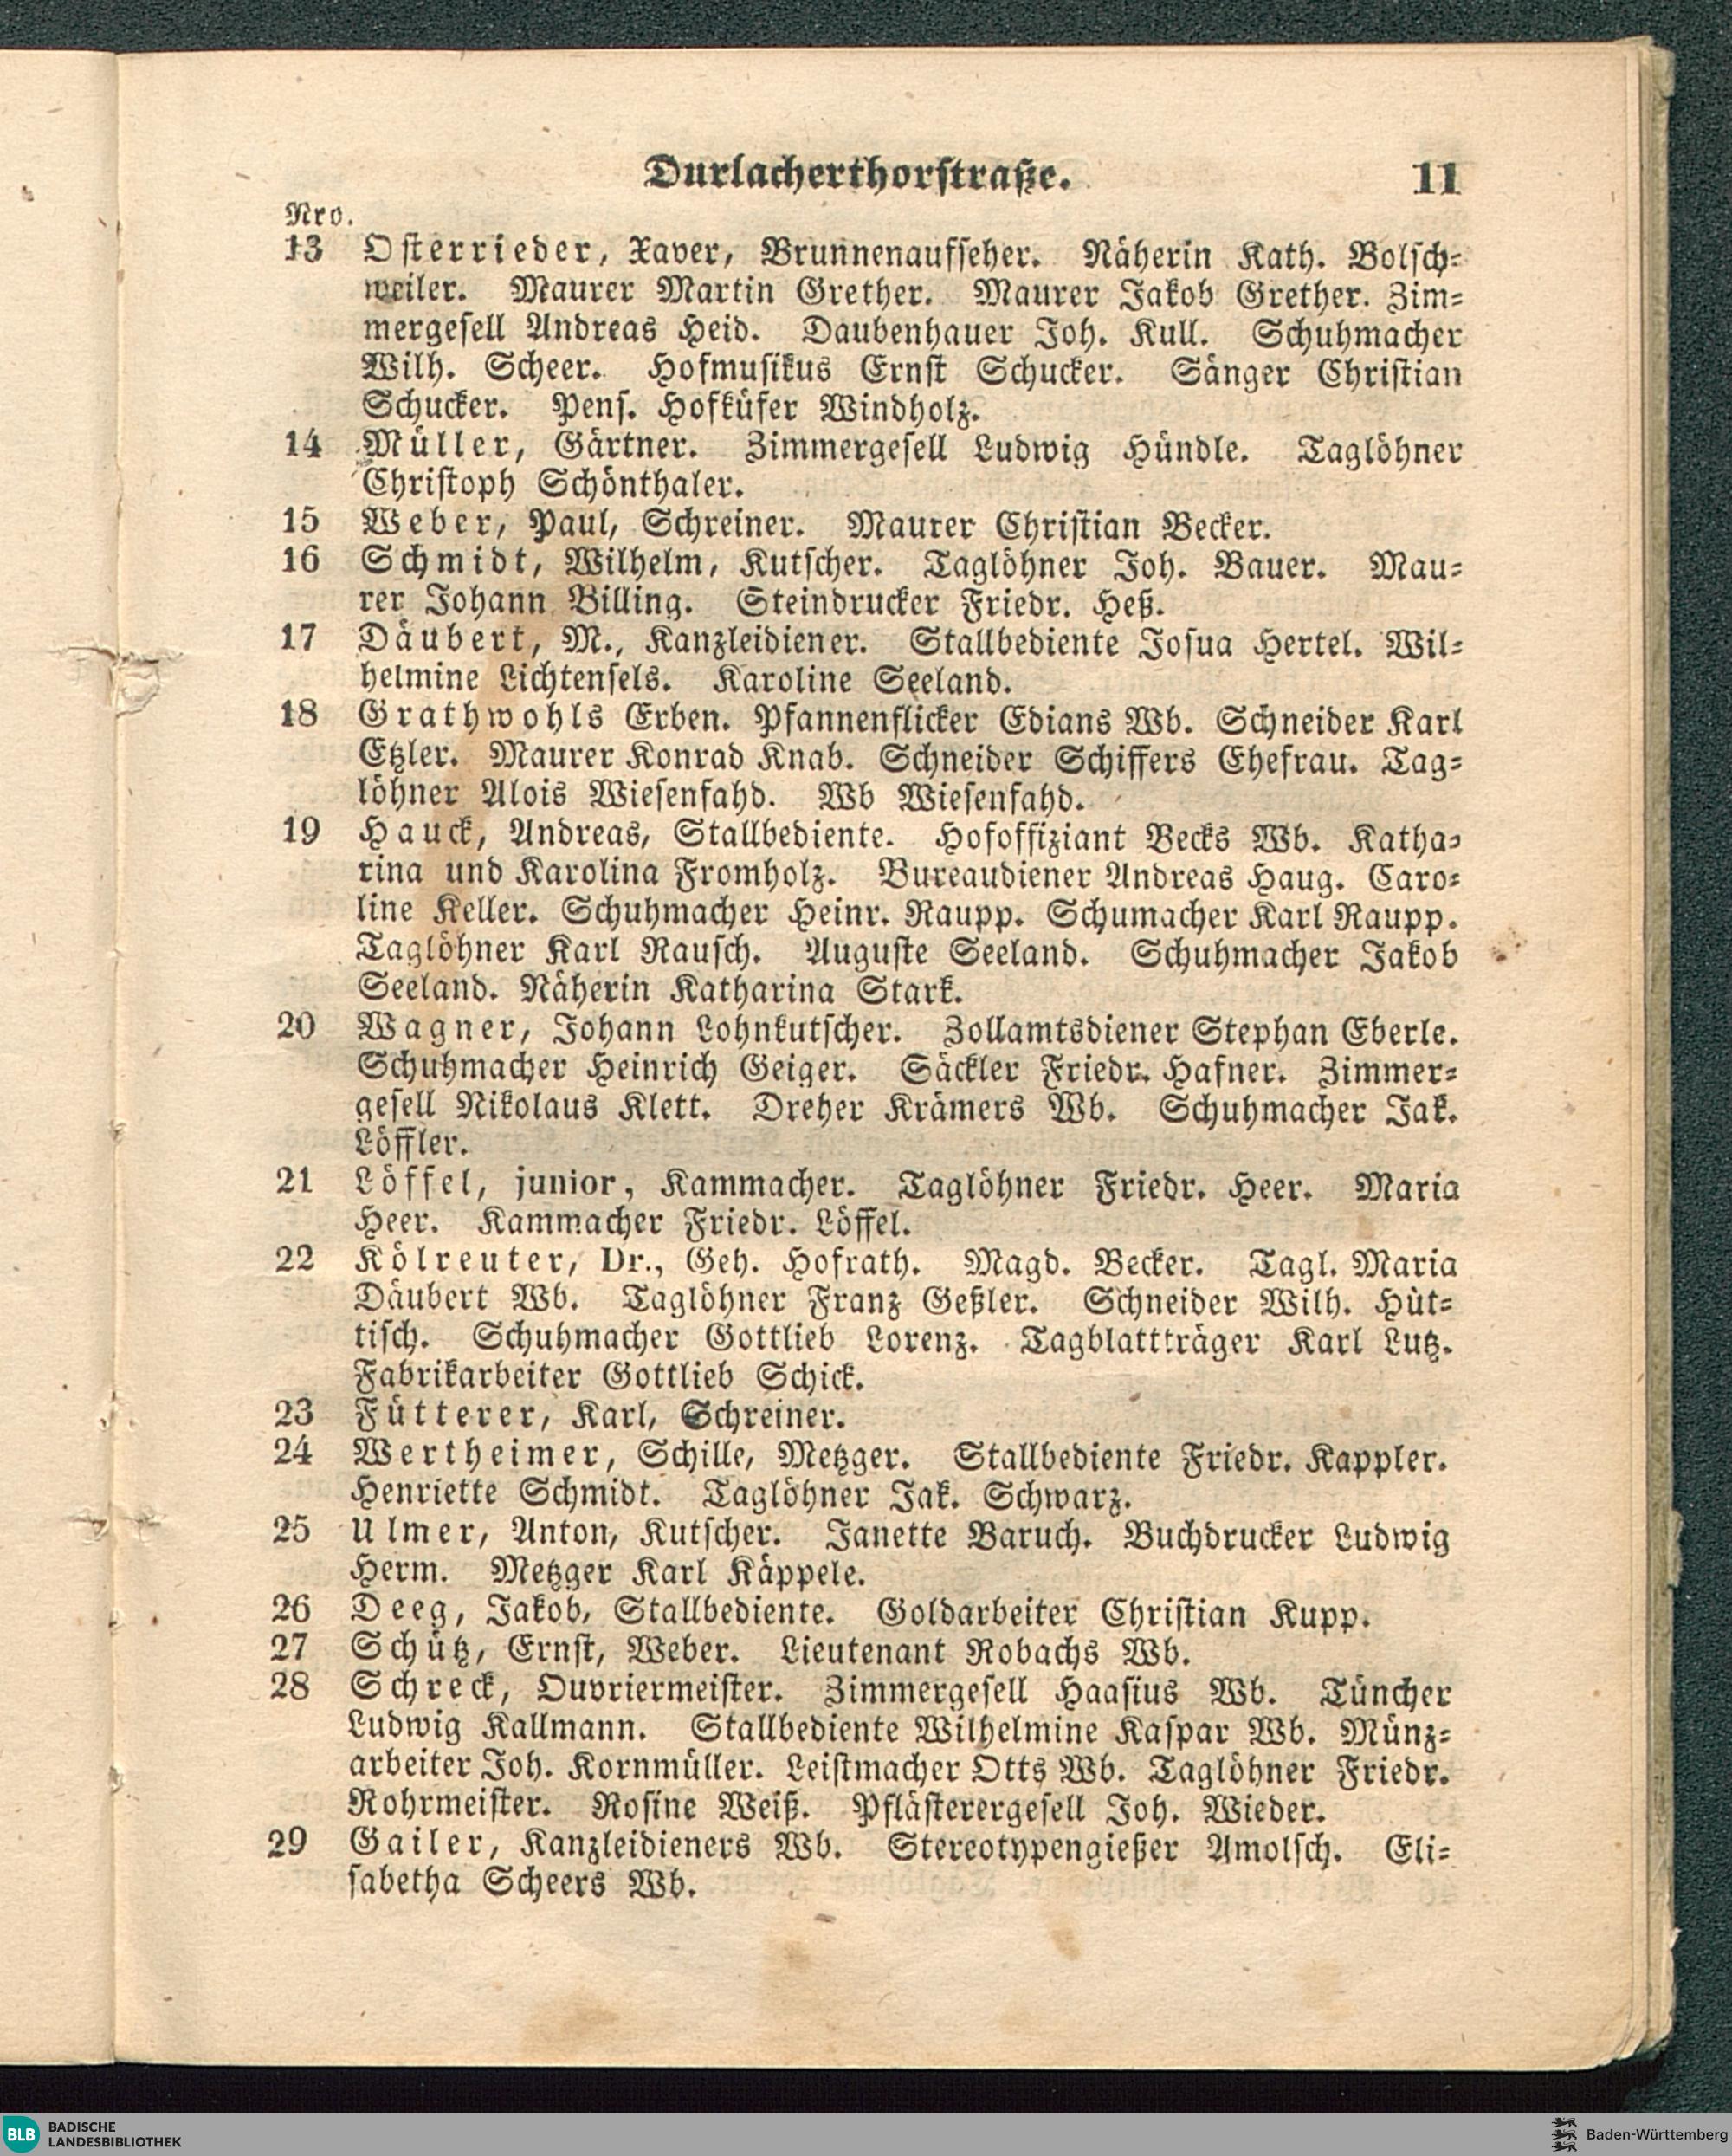 Durlacherthorstraße. 11
Nro.
13 Osterrieder, Xaver, Brunnenaufseher. Näherin Kath. Bolsch-
weiler. Maurer Martin Grether. Maurer Jakob Grether. Zim-
mergesell Andreas Heid. Daubenhauer Joh. Kull. Schuhmacher
Wilh. Scheer. Hofmusikus Ernst Schucker. Sänger Christian
Schucker. Pens. Hofküfer Windholz.
14 Müller, Gärtner. Zimmergesell Ludwig Hündle. Taglöhner
Christoph Schönthaler.
15 Weber, Paul, Schreiner. Maurer Christian Becker.
16 Schmidt, Wilhelm, Kutscher. Taglöhner Joh. Bauer. Mau-
rer Johann Billing. Steindrucker Friedr. Heß.
17 Däubert, M., Kanzleidiener. Stallbediente Josua Hertel. Wil-
helmine Lichtenfels. Karoline Seeland.
18 Grathwohls Erben. Pfannenflicker Edians Wb. Schneider Karl
Etzler. Maurer Konrad Knab. Schneider Schiffers Ehefrau. Tag-
löhner Alois Wiesenfahd. Wb Wiesenfahd.
19 Hauck, Andreas, Stallbediente. Hofoffiziant Becks Wb. Katha-
rina und Karolina Fromholz. Bureaudiener Andreas Haug. Caro-
line Keller. Schuhmacher Heinr. Raupp. Schumacher Karl Raupp.
Taglöhner Karl Rausch. Auguste Seeland. Schuhmacher Jakob
Seeland. Näherin Katharina Stark.
20 Wagner, Johann Lohnkutscher. Zollamtsdiener Stephan Eberle.
Schuhmacher Heinrich Geiger. Säckler Friedr. Hafner. Zimmer-
gesell Nikolaus Klett. Dreher Krämers Wb. Schuhmacher Jak.
Löffler.
21 Löffel, junior, Kammacher. Taglöhner Friedr. Heer. Maria
Heer. Kammacher Friedr. Löffel.
22 Kölreuter, Dr., Geh. Hofrath. Magd. Becker. Tagl. Maria
Däubert Wb. Taglöhner Franz Geßler. Schneider Wilh. Hüt-
tisch. Schuhmacher Gottlieb Lorenz. Tagblattträger Karl Lutz.
Fabrikarbeiter Gottlieb Schick.
23 Fütterer, Karl, Schreiner.
24 Wertheimer, Schille, Metzger. Stallbediente Friedr. Kappler.
Henriette Schmidt. Taglöhner Jak. Schwarz.
25 Ulmer, Anton, Kutscher. Janette Baruch. Buchdrucker Ludwig
Herm. Metzger Karl Käppele.
26 Deeg, Jakob, Stallbediente. Goldarbeiter Christian Kupp.
27 Schütz, Ernst, Weber. Lieutenant Robachs Wb.
28 Schreck, Ouvriermeister. Zimmergesell Haasius Wb. Tüncher
Ludwig Kallmann. Stallbediente Wilhelmine Kaspar Wb. Münz-
arbeiter Joh. Kornmüller. Leistmacher Otts Wb. Taglöhner Friedr.
Rohrmeister. Rosine Weiß. Pflästerergesell Joh. Wieder.
29 Gailer, Kanzleidieners Wb. Stereotypengießer Amolsch. Eli-
sabetha Scheers Wb.
BLB BADISCHE
LANDESBIBLIOTHEK
Baden-Württemberg